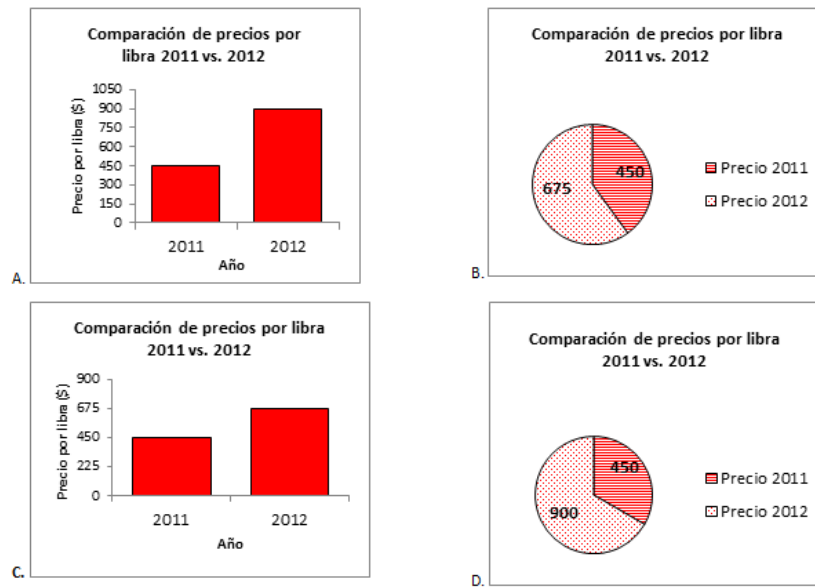 Comparación de precios por
libra 2011 vs. 2012
Precio por libra ($)
1050
900
750
600
450
300
150
0
2011 2012
Año
A.
Comparación de precios por libra
2011 vs. 2012
450
675
Precio 2011
Precio 2012
B.
Comparación de precios por libra
2011 vs. 2012
Precio por libra ($)
900
675
450
225
0
2011 2012
Año
C.
Comparación de precios por libra
2011 vs. 2012
450
900
Precio 2011
Precio 2012
D.